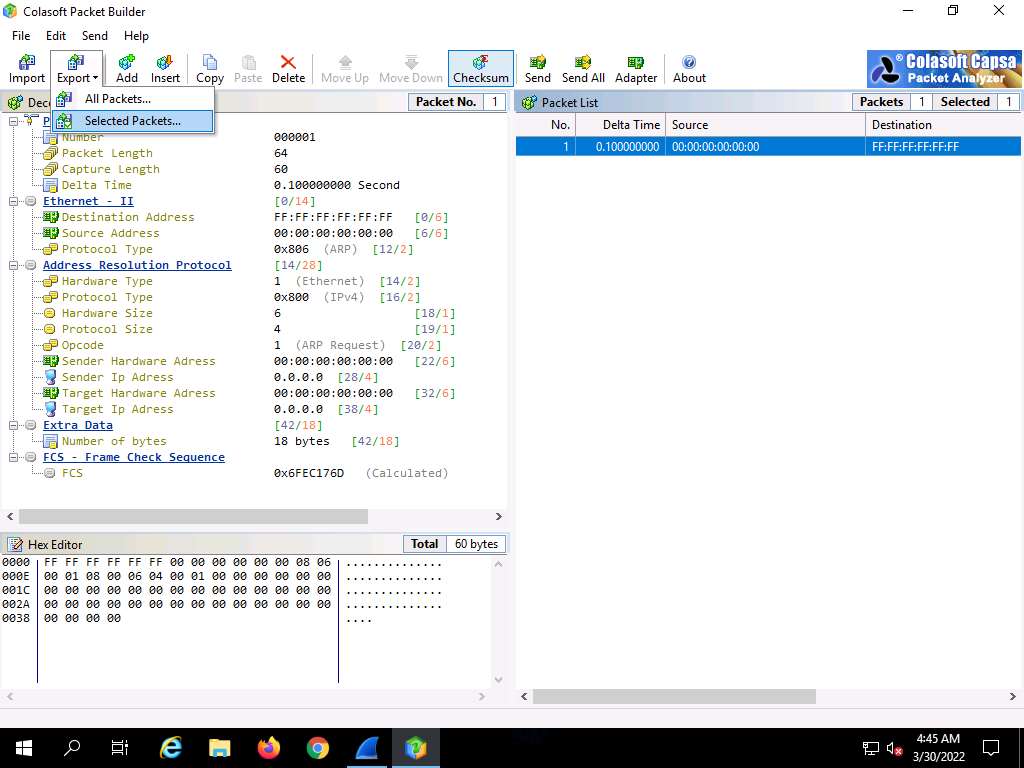 Colasoft Packet Builder
File Edit Send Help
Import Export Add Insert Copy Paste Delete Move Up Move Down Checksum Send Send All Adapter About
Colasoft Capsa
Packet Analyzer
All Packets...
Selected Packets...
Deco
Packet No. 1
P
Number 000001
Packet Length 64
Capture Length 60
Delta Time 0.100000000 Second
Ethernet - II [0/14]
Destination Address FF:FF:FF:FF:FF:FF [0/6]
Source Address 00:00:00:00:00:00 [6/6]
Protocol Type 0x806 (ARP) [12/2]
Address Resolution Protocol [14/28]
Hardware Type 1 (Ethernet) [14/2]
Protocol Type 0x800 (IPv4) [16/2]
Hardware Size 6 [18/1]
Protocol Size 4 [19/1]
Opcode 1 (ARP Request) [20/2]
Sender Hardware Adress 00:00:00:00:00:00 [22/6]
Sender Ip Adress 0.0.0.0 [28/4]
Target Hardware Adress 00:00:00:00:00:00 [32/6]
Target Ip Adress 0.0.0.0 [38/4]
Extra Data [42/18]
Number of bytes 18 bytes [42/18]
FCS - Frame Check Sequence
FCS 0x6FEC176D (Calculated)
Hex Editor Total 60 bytes
0000 FF FF FF FF FF FF 00 00 00 00 00 00 08 06 ..............
000E 00 01 08 00 06 04 00 01 00 00 00 00 00 00 ..............
001C 00 00 00 00 00 00 00 00 00 00 00 00 00 00 ..............
002A 00 00 00 00 00 00 00 00 00 00 00 00 00 00 ..............
0038 00 00 00 00 ....
Packet List Packets 1 Selected 1
No. Delta Time Source Destination
1 0.100000000 00:00:00:00:00:00 FF:FF:FF:FF:FF:FF
4:45 AM
3/30/2022